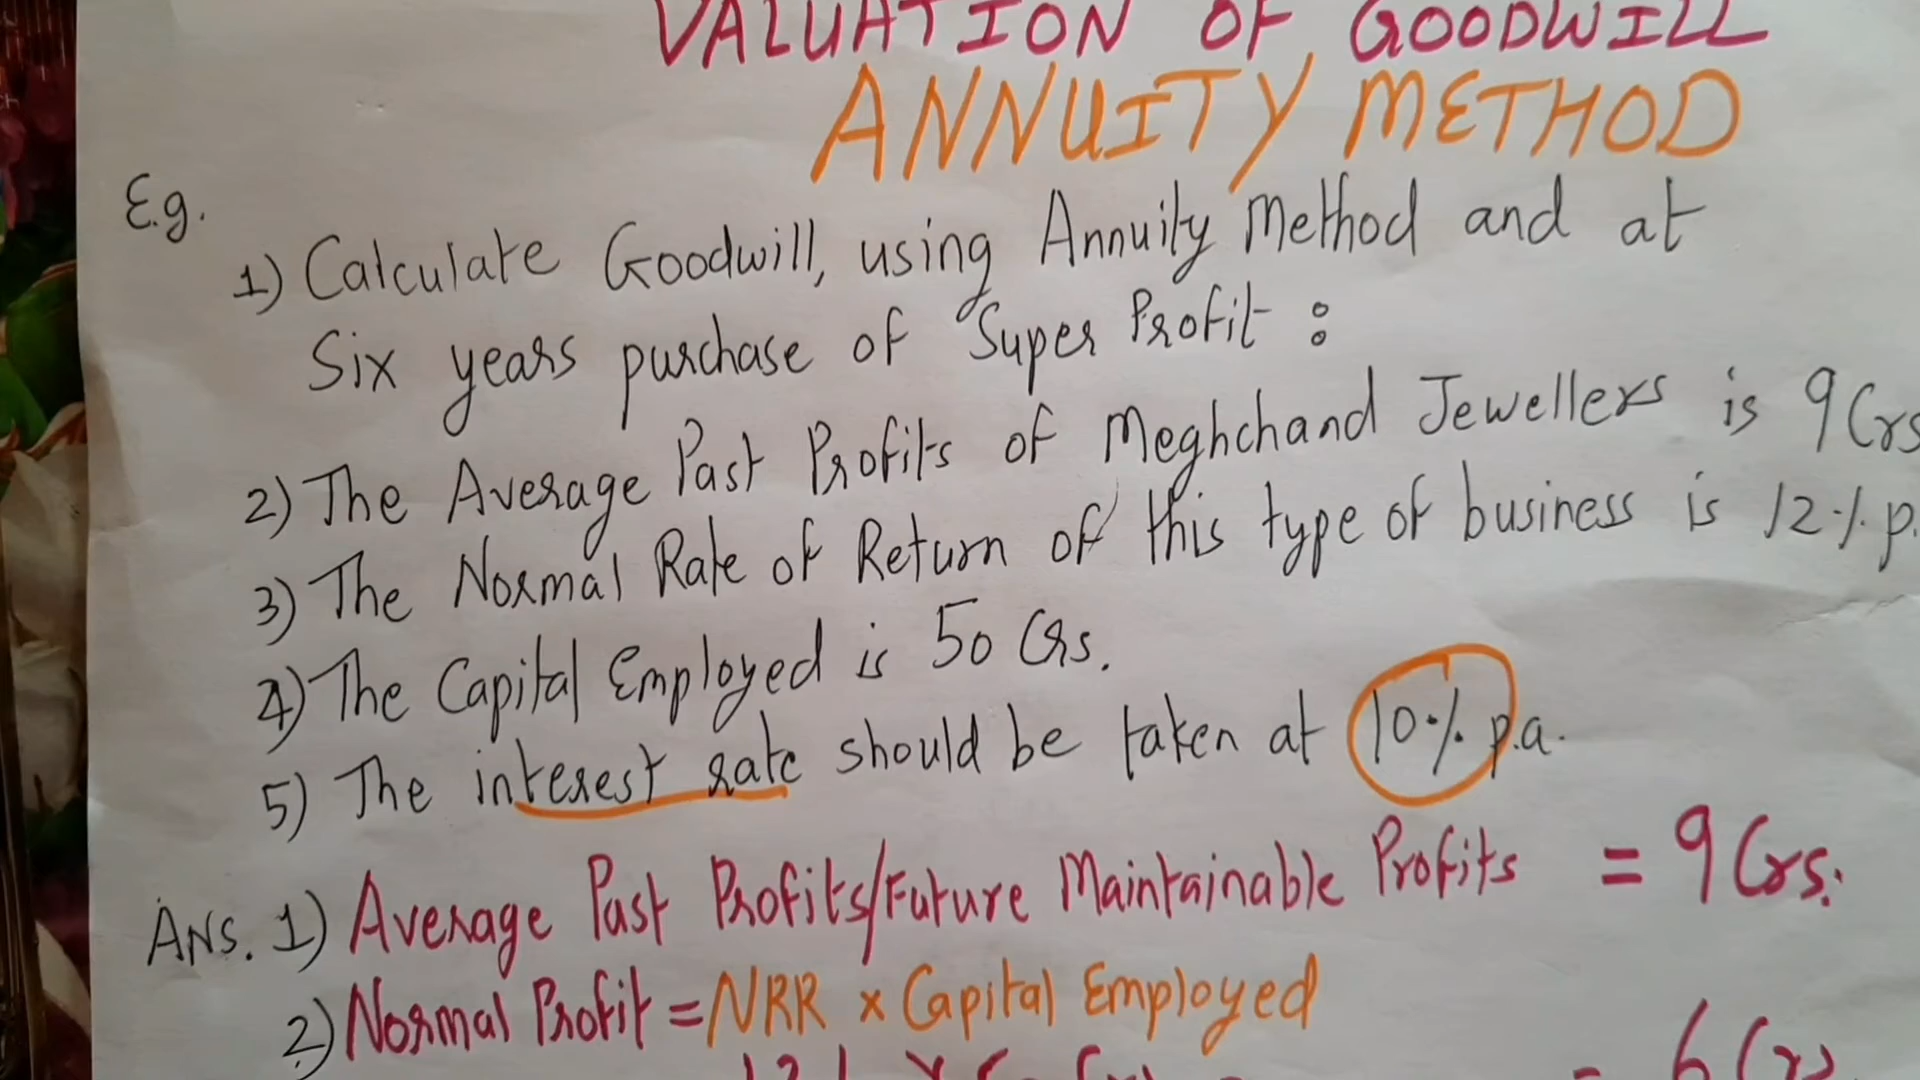 VALUATION OF GOODWILL
ANNUITY METHOD
E.g.
1) Calculate Goodwill, using Annuity Method and at
Six years purchase of Super Profit :
2) The Average Past Profits of Meghchand Jewellers is 9 Crs
3) The Normal Rate of Return of this type of business is 12% p.
4) The Capital Employed is 50 Crs.
5) The interest rate should be taken at 10% p.a.
Ans. 1) Average Past Profits/Future Maintainable Profits = 9 Crs.
2) Normal Profit = NRR x Capital Employed
= 6 Crs